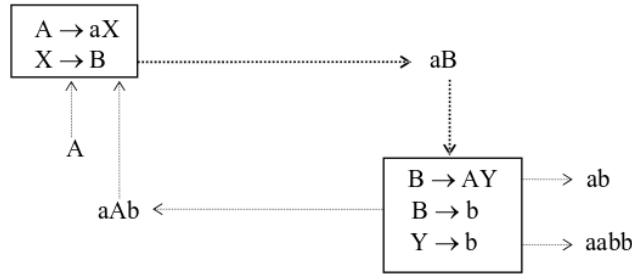 A → aX
X → B
aB
A
aAb
B → AY
B → b
Y → b
ab
aabb